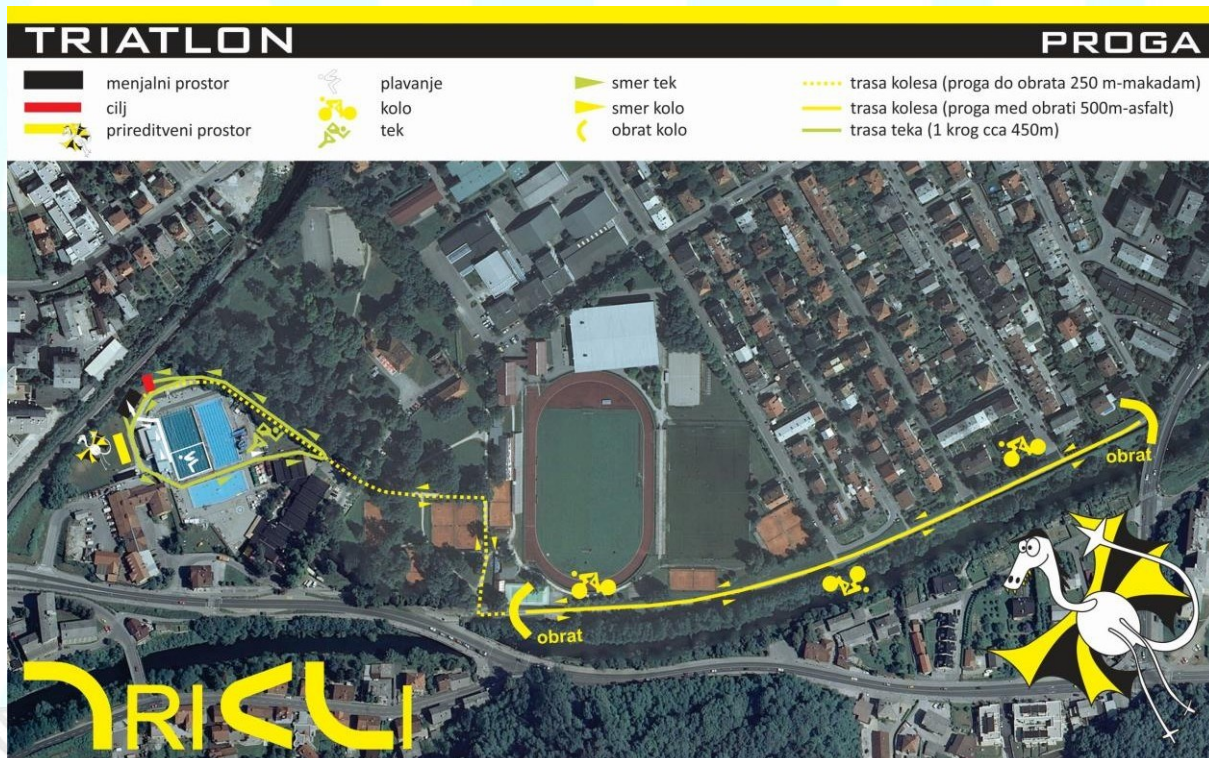 TRIATLON PROGA
menjalni prostor
cilj
prireditveni prostor
plavanje
kolo
tek
smer tek
smer kolo
obrat kolo
trasa kolesa (proga do obrata 250 m-makadam)
trasa kolesa (proga med obrati 500m-asfalt)
trasa teka (1 krog cca 450m)
obrat
obrat
TRIKLI